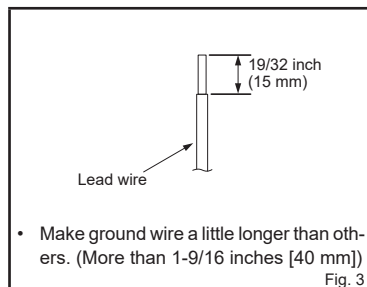 19/32 inch
(15 mm)
Lead wire
• Make ground wire a little longer than oth-
ers. (More than 1-9/16 inches [40 mm])
Fig. 3